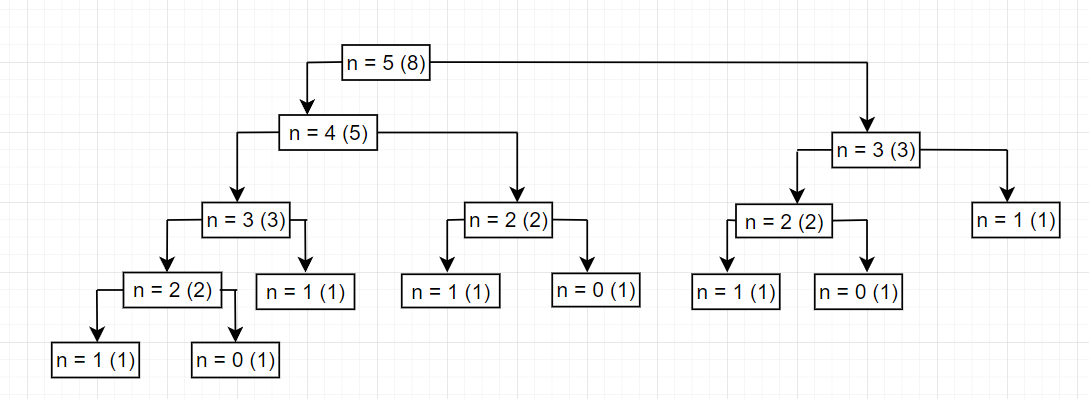 n = 5 (8)
n = 4 (5)
n = 3 (3)
n = 3 (3)
n = 2 (2)
n = 2 (2)
n = 1 (1)
n = 2 (2)
n = 1 (1)
n = 1 (1)
n = 0 (1)
n = 1 (1)
n = 0 (1)
n = 1 (1)
n = 0 (1)